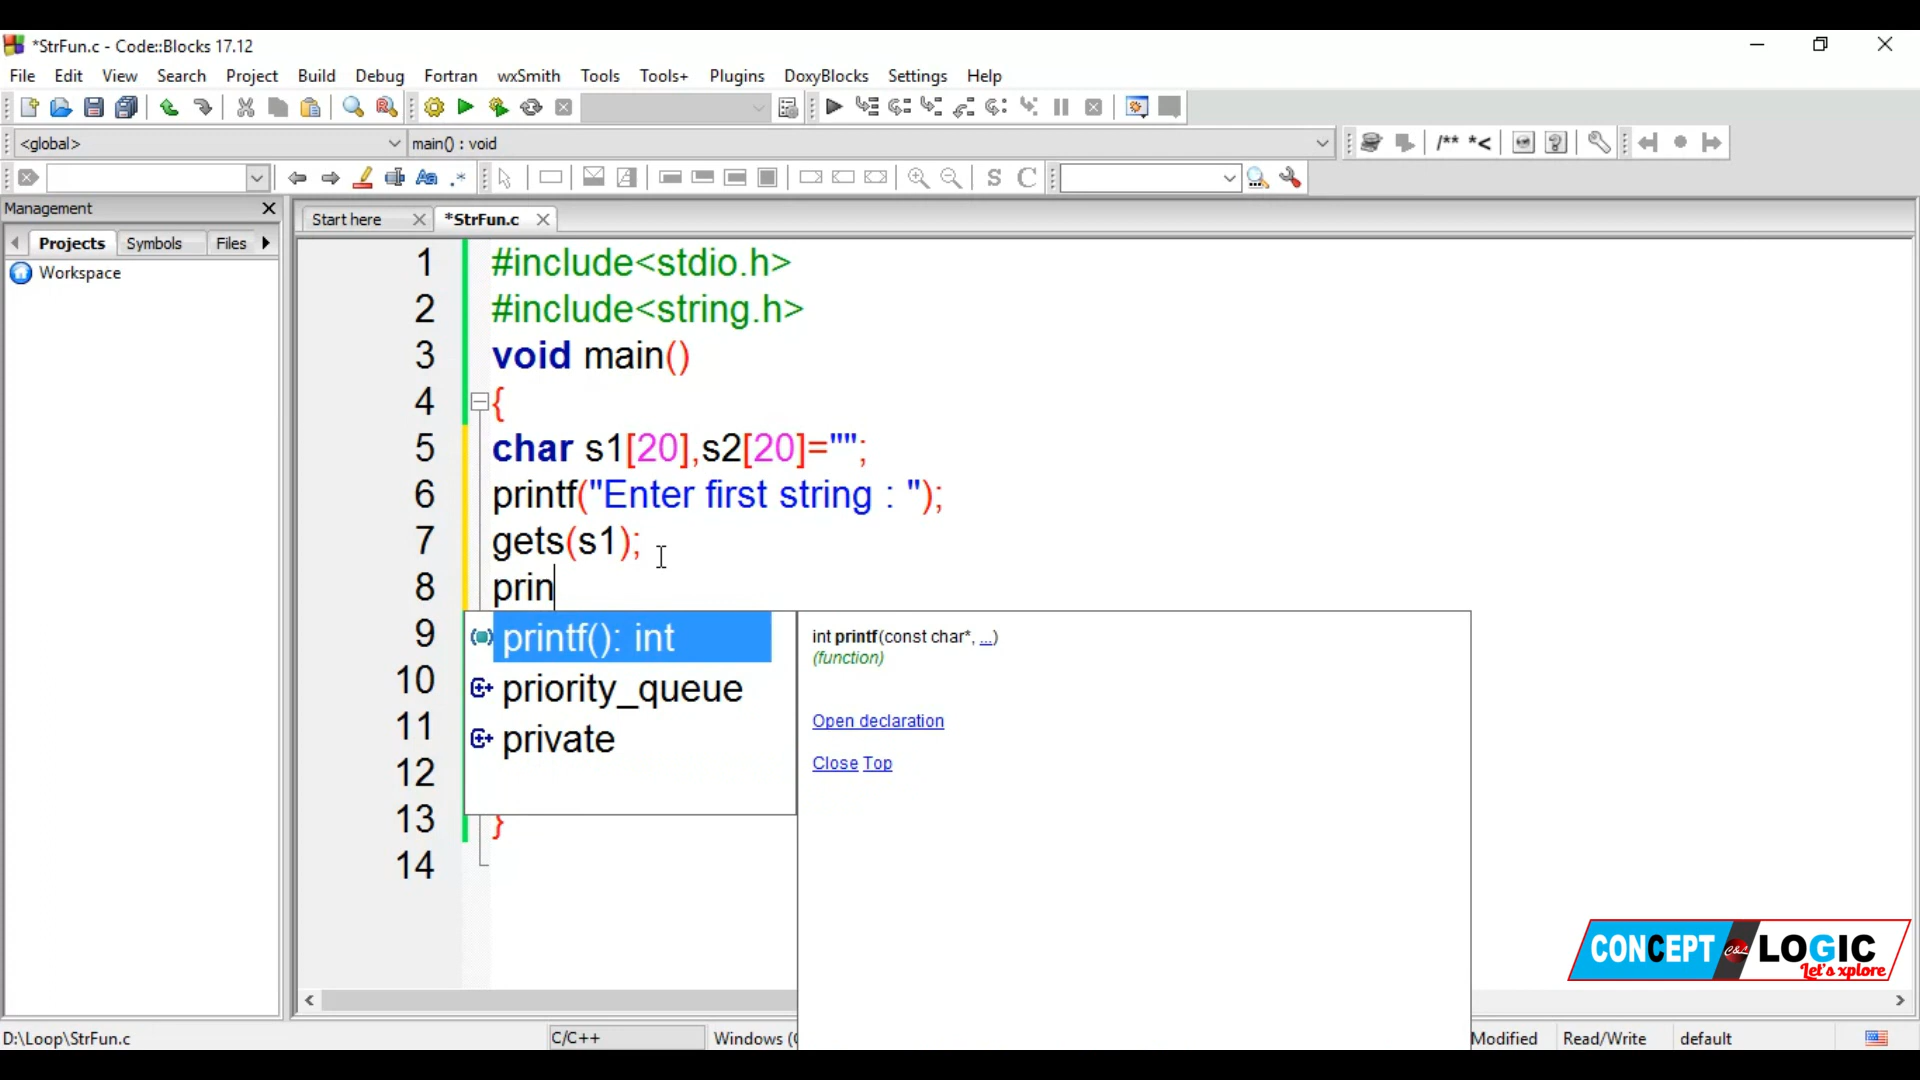 *StrFun.c - Code::Blocks 17.12
File Edit View Search Project Build Debug Fortran wxSmith Tools Tools+ Plugins DoxyBlocks Settings Help
<global> main() : void /** *<
Aa .* S C
Management
Projects Symbols Files
Workspace
Start here *StrFun.c
1 #include<stdio.h>
2 #include<string.h>
3 void main()
4 {
5 char s1[20],s2[20]="";
6 printf("Enter first string : ");
7 gets(s1);
8 prin
9
10
11
12
13 }
14
printf(): int
priority_queue
private
int printf(const char*, ...)
(function)
Open declaration
Close Top
CONCEPT C&L LOGIC
Let's xplore
D:\Loop\StrFun.c C/C++ Windows ( Modified Read/Write default